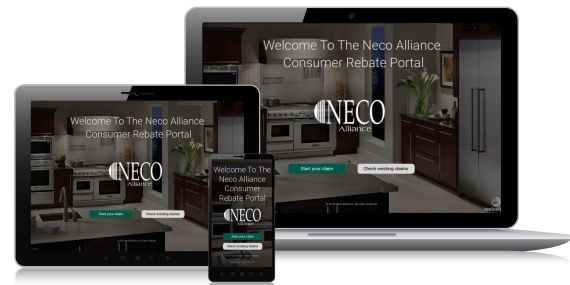 Welcome To The Neco Alliance
Consumer Rebate Portal
NECO
Alliance
Start your claim
Check existing claims
Welcome To The Neco Alliance
Consumer Rebate Portal
NECO
Alliance
Start your claim
Check existing claims
Welcome To The
Neco Alliance
Consumer
Rebate Portal
NECO
Alliance
Start your claim
Check existing claims